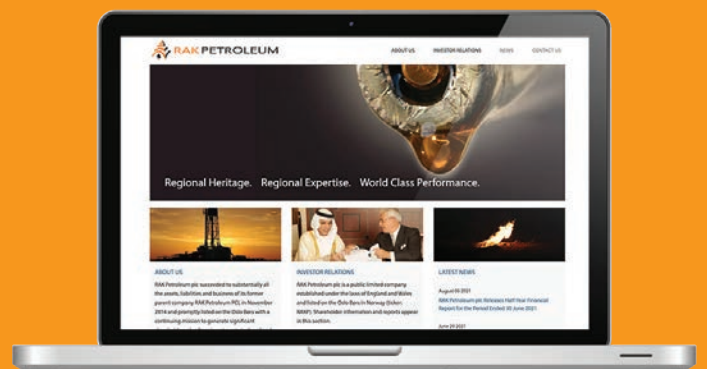 RAK PETROLEUM
ABOUT US INVESTOR RELATIONS NEWS CONTACT US
Regional Heritage. Regional Expertise. World Class Performance.
ABOUT US
RAK Petroleum plc succeeded to substantially all
the assets, liabilities and business of its former
parent company RAK Petroleum PCL in November
2014 and promptly listed on the Oslo Børs with a
continuing mission to generate significant
INVESTOR RELATIONS
RAK Petroleum plc is a public limited company
established under the laws of England and Wales
and listed on the Oslo Børs in Norway (ticker:
RAKP). Shareholder information and reports appear
in this section.
LATEST NEWS
August 00 2021
RAK Petroleum plc Releases Half-Year Financial
Report for the Period Ended 30 June 2021
June 2021